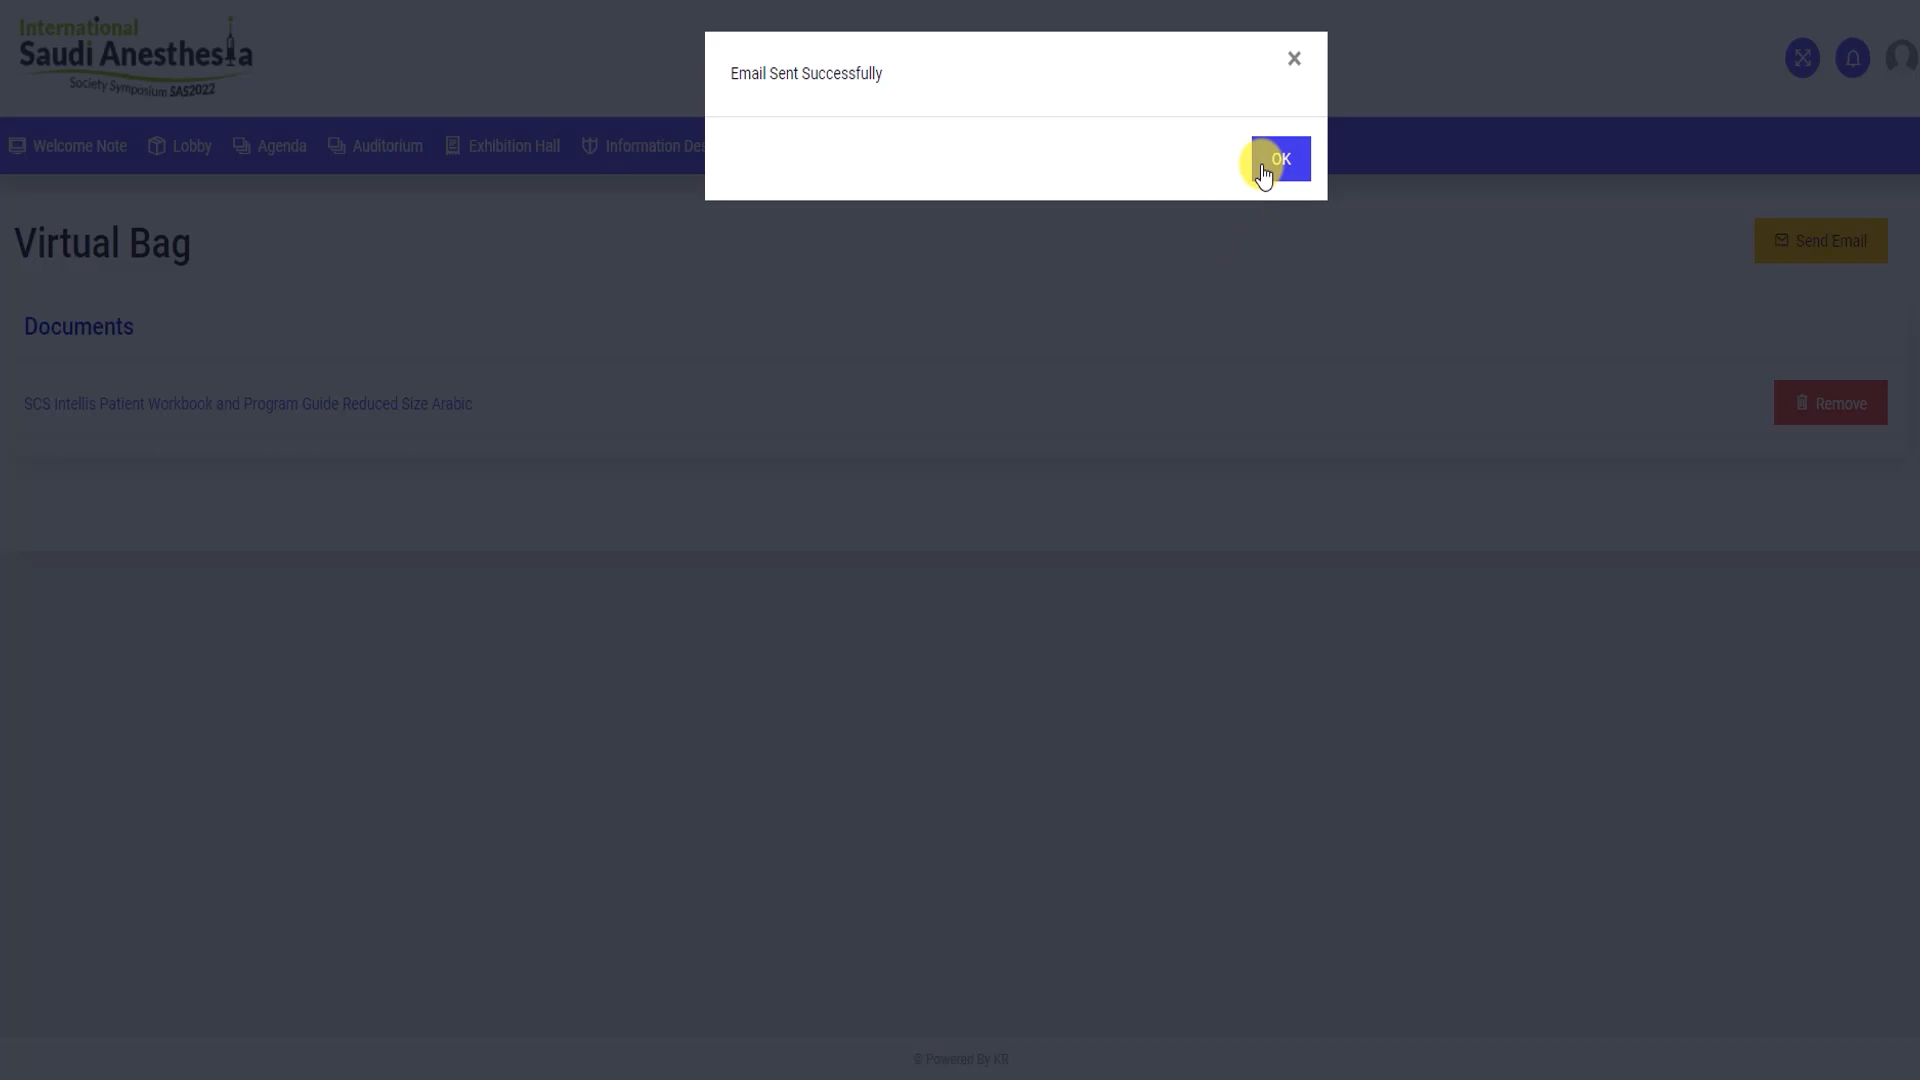 International
Saudi Anesthesia
Society Symposium SAS2022
Email Sent Successfully
×
OK
Welcome Note
Lobby
Agenda
Auditorium
Exhibition Hall
Information Des
Virtual Bag
Send Email
Documents
SCS Intellis Patient Workbook and Program Guide Reduced Size Arabic
Remove
© Powered By KR